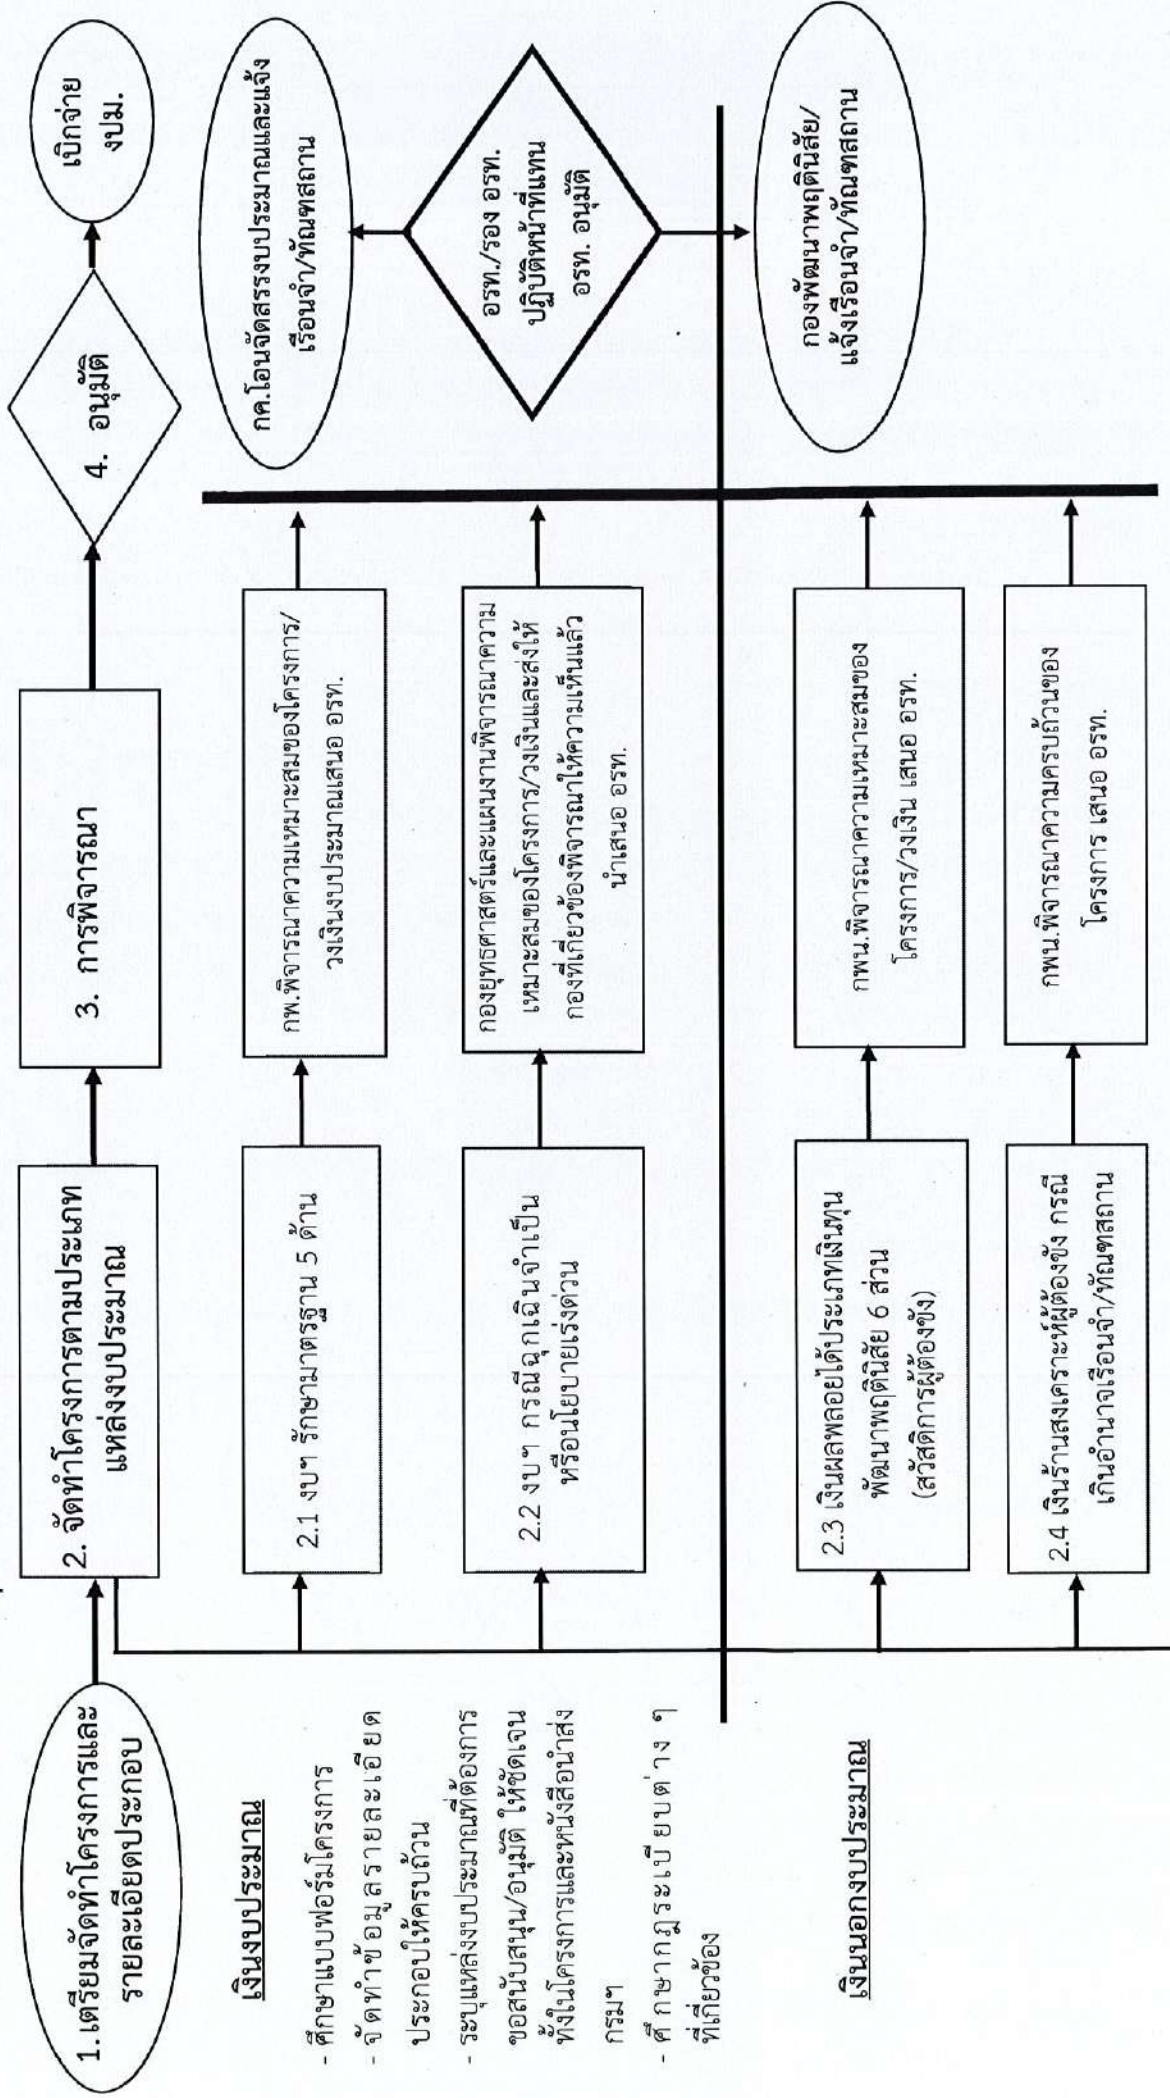 1. เตรียมจัดทำโครงการและ
รายละเอียดประกอบ
2. จัดทำโครงการตามประเภท
แหล่งงบประมาณ
3. การพิจารณา
4. อนุมัติ
เบิกจ่าย
งปม.
เงินงบประมาณ
- ศึกษาแบบฟอร์มโครงการ
- จัดทำข้อมูลรายละเอียด
ประกอบให้ครบถ้วน
- ระบุแหล่งงบประมาณที่ต้องการ
ขอสนับสนุน/อนุมัติ ให้ชัดเจน
ทั้งในโครงการและหนังสือนำส่ง
กรมฯ
- ศึกษากฎระเบียบต่าง ๆ
ที่เกี่ยวข้อง
2.1 งบฯ รักษามาตรฐาน 5 ด้าน
กพ.พิจารณาความเหมาะสมของโครงการ/
วงเงินงบประมาณเสนอ อรท.
กค.โอนจัดสรรงบประมาณและแจ้ง
เรือนจำ/ทัณฑสถาน
2.2 งบฯ กรณีฉุกเฉินจำเป็น
หรือนโยบายเร่งด่วน
กองยุทธศาสตร์และแผนงานพิจารณาความ
เหมาะสมของโครงการ/วงเงินและส่งให้
กองที่เกี่ยวข้องพิจารณาให้ความเห็นแล้ว
นำเสนอ อรท.
อรท./รอง อรท.
ปฏิบัติหน้าที่แทน
อรท. อนุมัติ
เงินนอกงบประมาณ
2.3 เงินผลพลอยได้ประเภทเงินทุน
พัฒนาพฤตินิสัย 6 ส่วน
(สวัสดิการผู้ต้องขัง)
กพน.พิจารณาความเหมาะสมของ
โครงการ/วงเงิน เสนอ อรท.
กองพัฒนาพฤตินิสัย/
แจ้งเรือนจำ/ทัณฑสถาน
2.4 เงินร้านสงเคราะห์ผู้ต้องขัง กรณี
เกินอำนาจเรือนจำ/ทัณฑสถาน
กพน.พิจารณาความครบถ้วนของ
โครงการ เสนอ อรท.